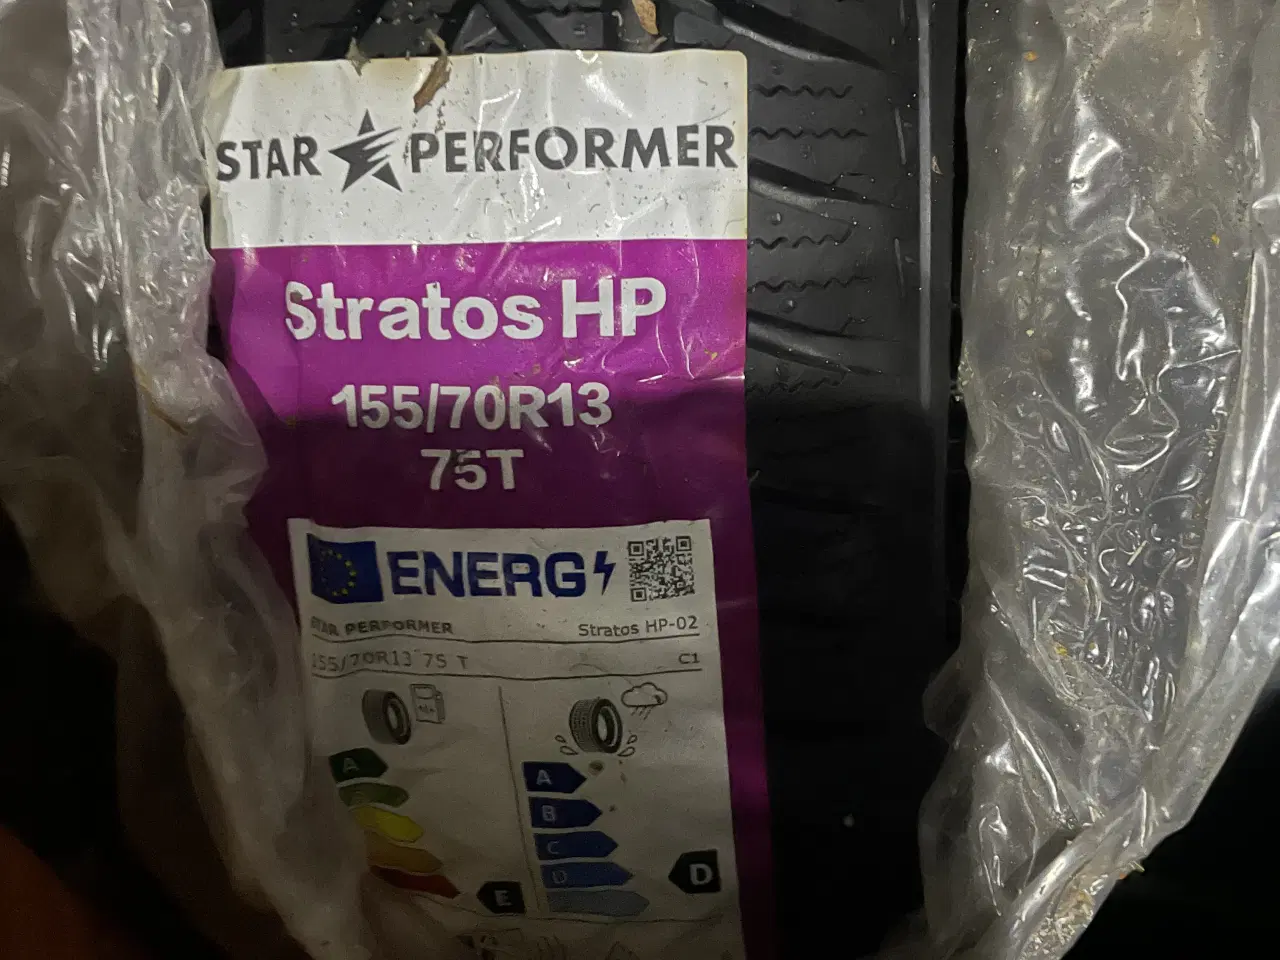 STAR PERFORMER
Stratos HP
155/70R13
75T
ENERG
STAR PERFORMER Stratos HP-02
155/70R13 75 T C1
A A
B
C
D D
E